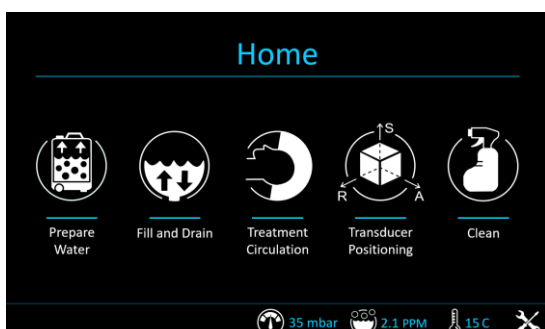 Home
S
R
A
Prepare
Water
Fill and Drain
Treatment
Circulation
Transducer
Positioning
Clean
35 mbar
2.1 PPM
15 C